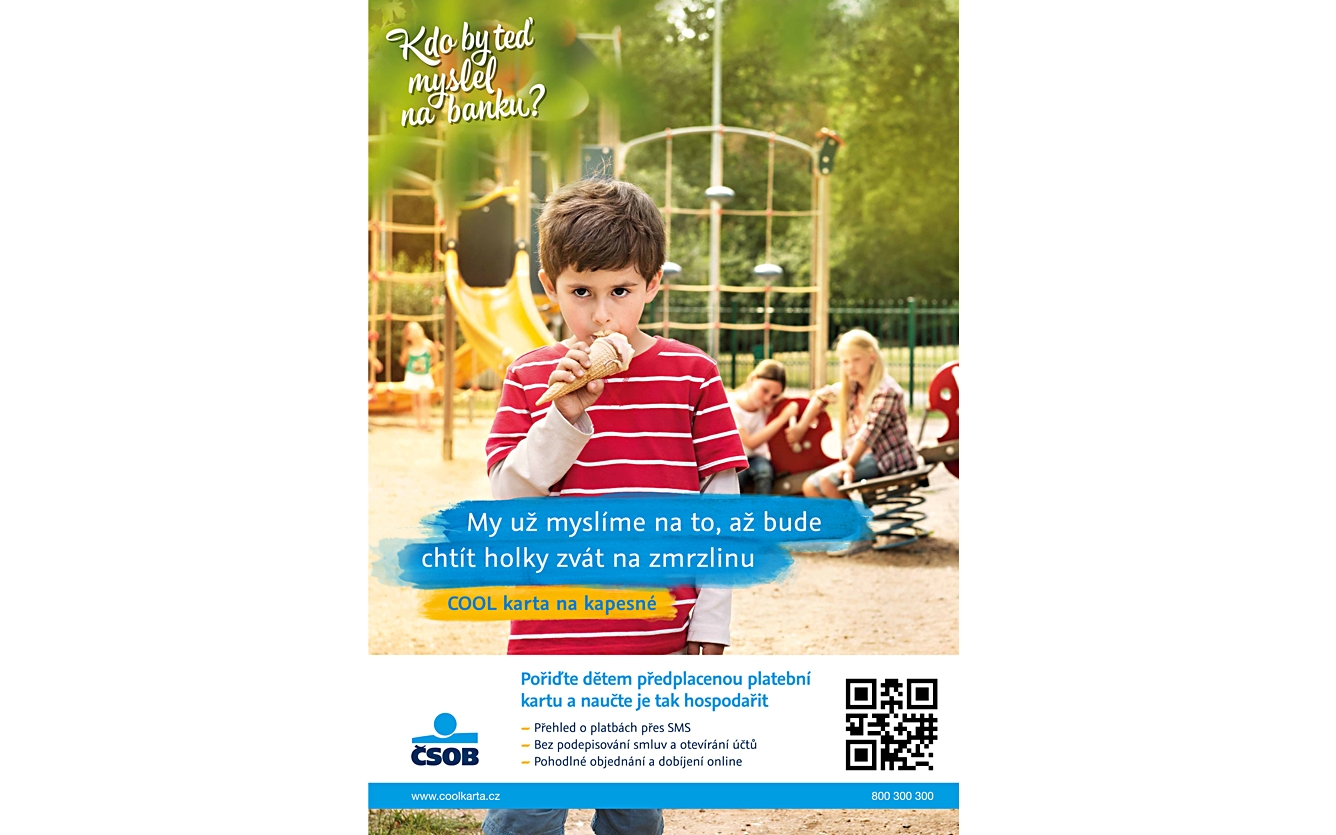 Kdo by teď
myslel
na banku?
My už myslíme na to, až bude
chtít holky zvát na zmrzlinu
COOL karta na kapesné
Pořiďte dětem předplacenou platební
kartu a naučte je tak hospodařit
– Přehled o platbách přes SMS
– Bez podepisování smluv a otevírání účtů
– Pohodlné objednání a dobíjení online
ČSOB
www.coolkarta.cz
800 300 300